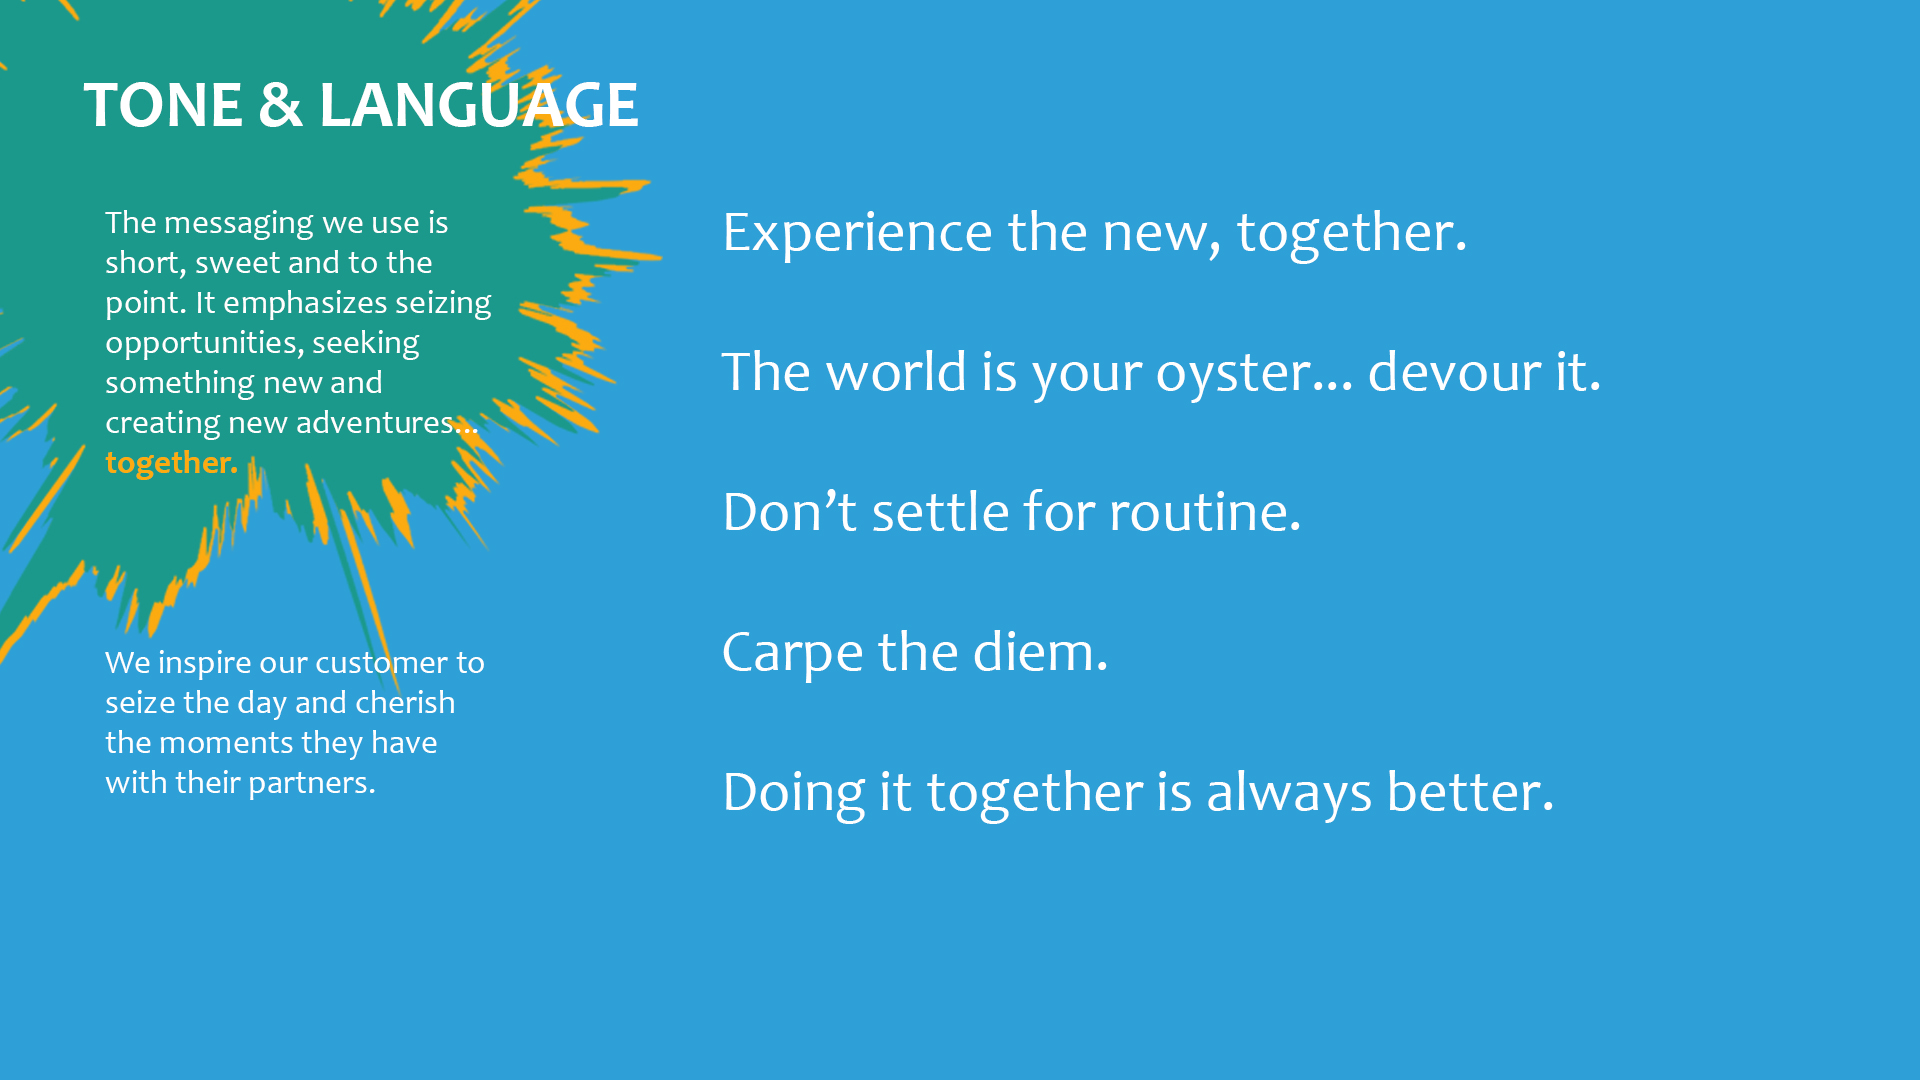 TONE & LANGUAGE
The messaging we use is
short, sweet and to the
point. It emphasizes seizing
opportunities, seeking
something new and
creating new adventures...
together.
We inspire our customer to
seize the day and cherish
the moments they have
with their partners.
Experience the new, together.
The world is your oyster... devour it.
Don’t settle for routine.
Carpe the diem.
Doing it together is always better.